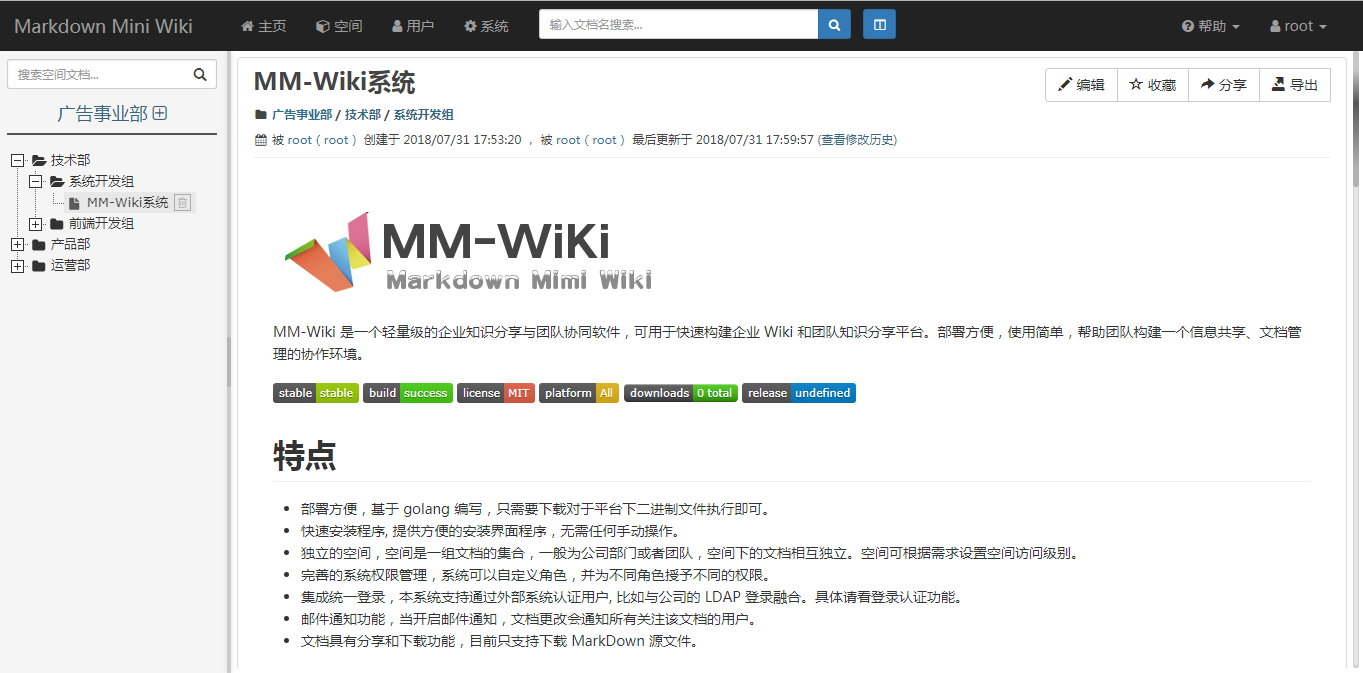 Markdown Mini Wiki 主页 空间 用户 系统 输入文档名搜索... 帮助 root
搜索空间文档...
广告事业部
技术部
系统开发组
MM-Wiki系统
前端开发组
产品部
运营部
MM-Wiki系统
编辑 收藏 分享 导出
广告事业部 / 技术部 / 系统开发组
被 root ( root ) 创建于 2018/07/31 17:53:20 ， 被 root ( root ) 最后更新于 2018/07/31 17:59:57 (查看修改历史)
MM-WiKi
Markdown Mimi Wiki
MM-Wiki 是一个轻量级的企业知识分享与团队协同软件，可用于快速构建企业 Wiki 和团队知识分享平台。部署方便，使用简单，帮助团队构建一个信息共享、文档管
理的协作环境。
stable stable build success license MIT platform All downloads 0 total release undefined
特点
部署方便，基于 golang 编写，只需要下载对于平台下二进制文件执行即可。
快速安装程序, 提供方便的安装界面程序，无需任何手动操作。
独立的空间，空间是一组文档的集合，一般为公司部门或者团队，空间下的文档相互独立。空间可根据需求设置空间访问级别。
完善的系统权限管理，系统可以自定义角色，并为不同角色授予不同的权限。
集成统一登录，本系统支持通过外部系统认证用户, 比如与公司的 LDAP 登录融合。具体请看登录认证功能。
邮件通知功能，当开启邮件通知，文档更改会通知所有关注该文档的用户。
文档具有分享和下载功能，目前只支持下载 MarkDown 源文件。